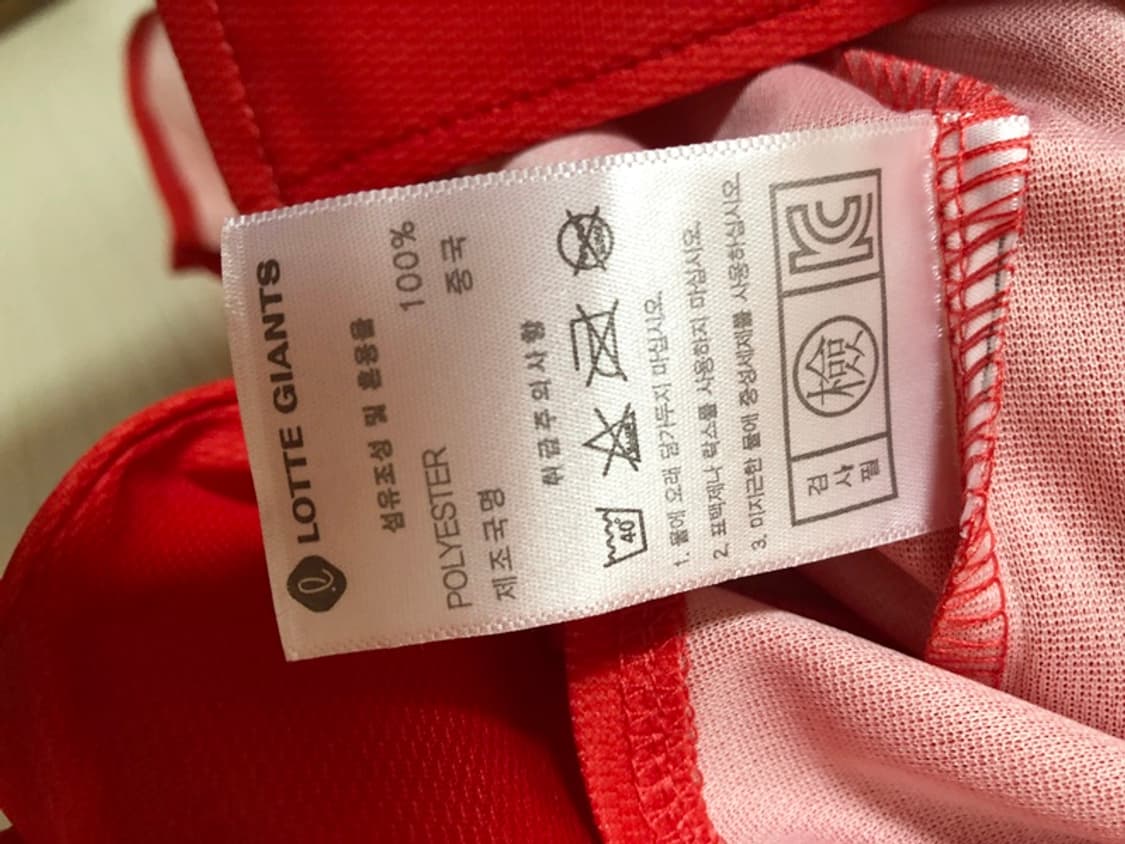 LOTTE GIANTS
섬유조성 및 혼용율
POLYESTER 100%
제조국명 중국
취급주의사항
40°
1. 물에 오래 담가두지 마십시오
2. 표백제나 락스를 사용하지 마십시오
3. 미지근한 물에 중성세제를 사용하십시오
검사필 檢 KC